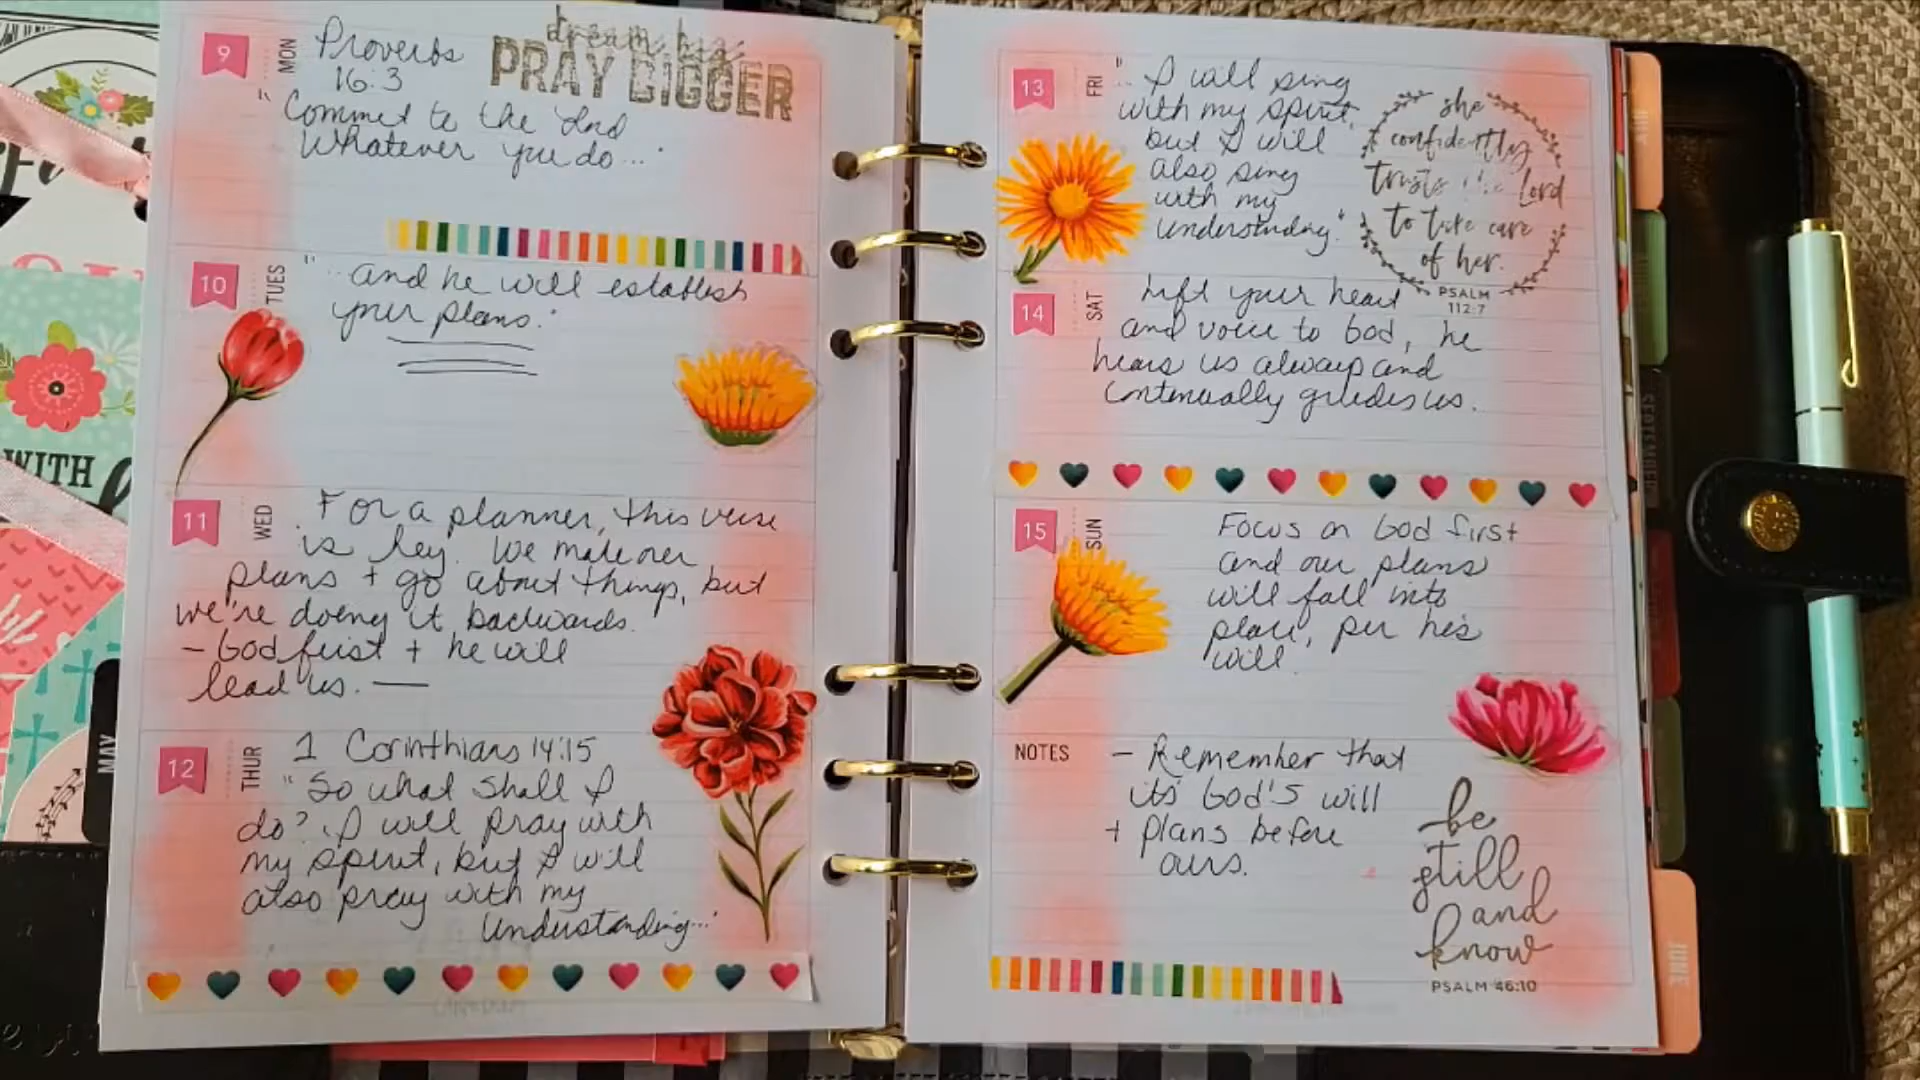 9
MON
Proverbs
16:3
"Commit to the Lord
Whatever you do..."
dream big
PRAY BIGGER
10
TUES
"...and he will establish
your plans."
11
WED
For a planner, this verse
is key. We make our
plans + go about things, but
we're doing it backwards.
- God first + he will
lead us. —
12
THUR
1 Corinthians 14:15
"So what shall I
do? I will pray with
my spirit, but I will
also pray with my
understanding..."
13
FRI
"I will sing
with my spirit,
but I will
also sing
with my
understanding."
she
confidently
trusts the Lord
to take care
of her.
PSALM
112:7
14
SAT
Lift your heart
and voice to God, he
hears us always and
continually guides us.
15
SUN
Focus on God first
and our plans
will fall into
place, per his
will.
NOTES
- Remember that
its God's will
+ plans before
ours.
be
still
and
know
PSALM 46:10
WITH
MAY
JULY
SEPTEMBER
JUNE